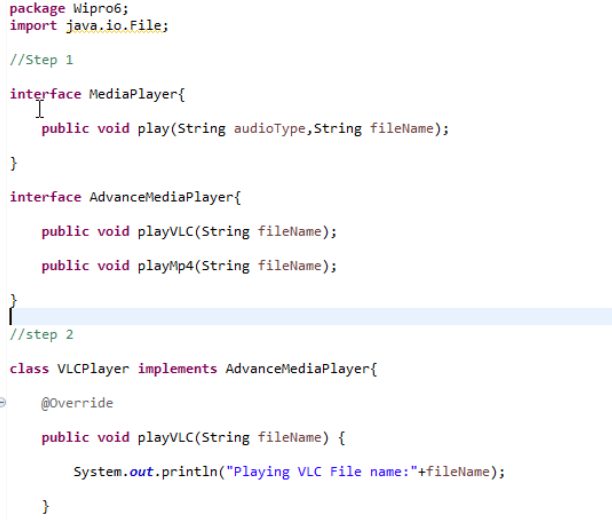 package Wipro6;
import java.io.File;
//Step 1
interface MediaPlayer{
public void play(String audioType,String fileName);
}
interface AdvanceMediaPlayer{
public void playVLC(String fileName);
public void playMp4(String fileName);
}
//step 2
class VLCPlayer implements AdvanceMediaPlayer{
@Override
public void playVLC(String fileName) {
System.out.println("Playing VLC File name:"+fileName);
}